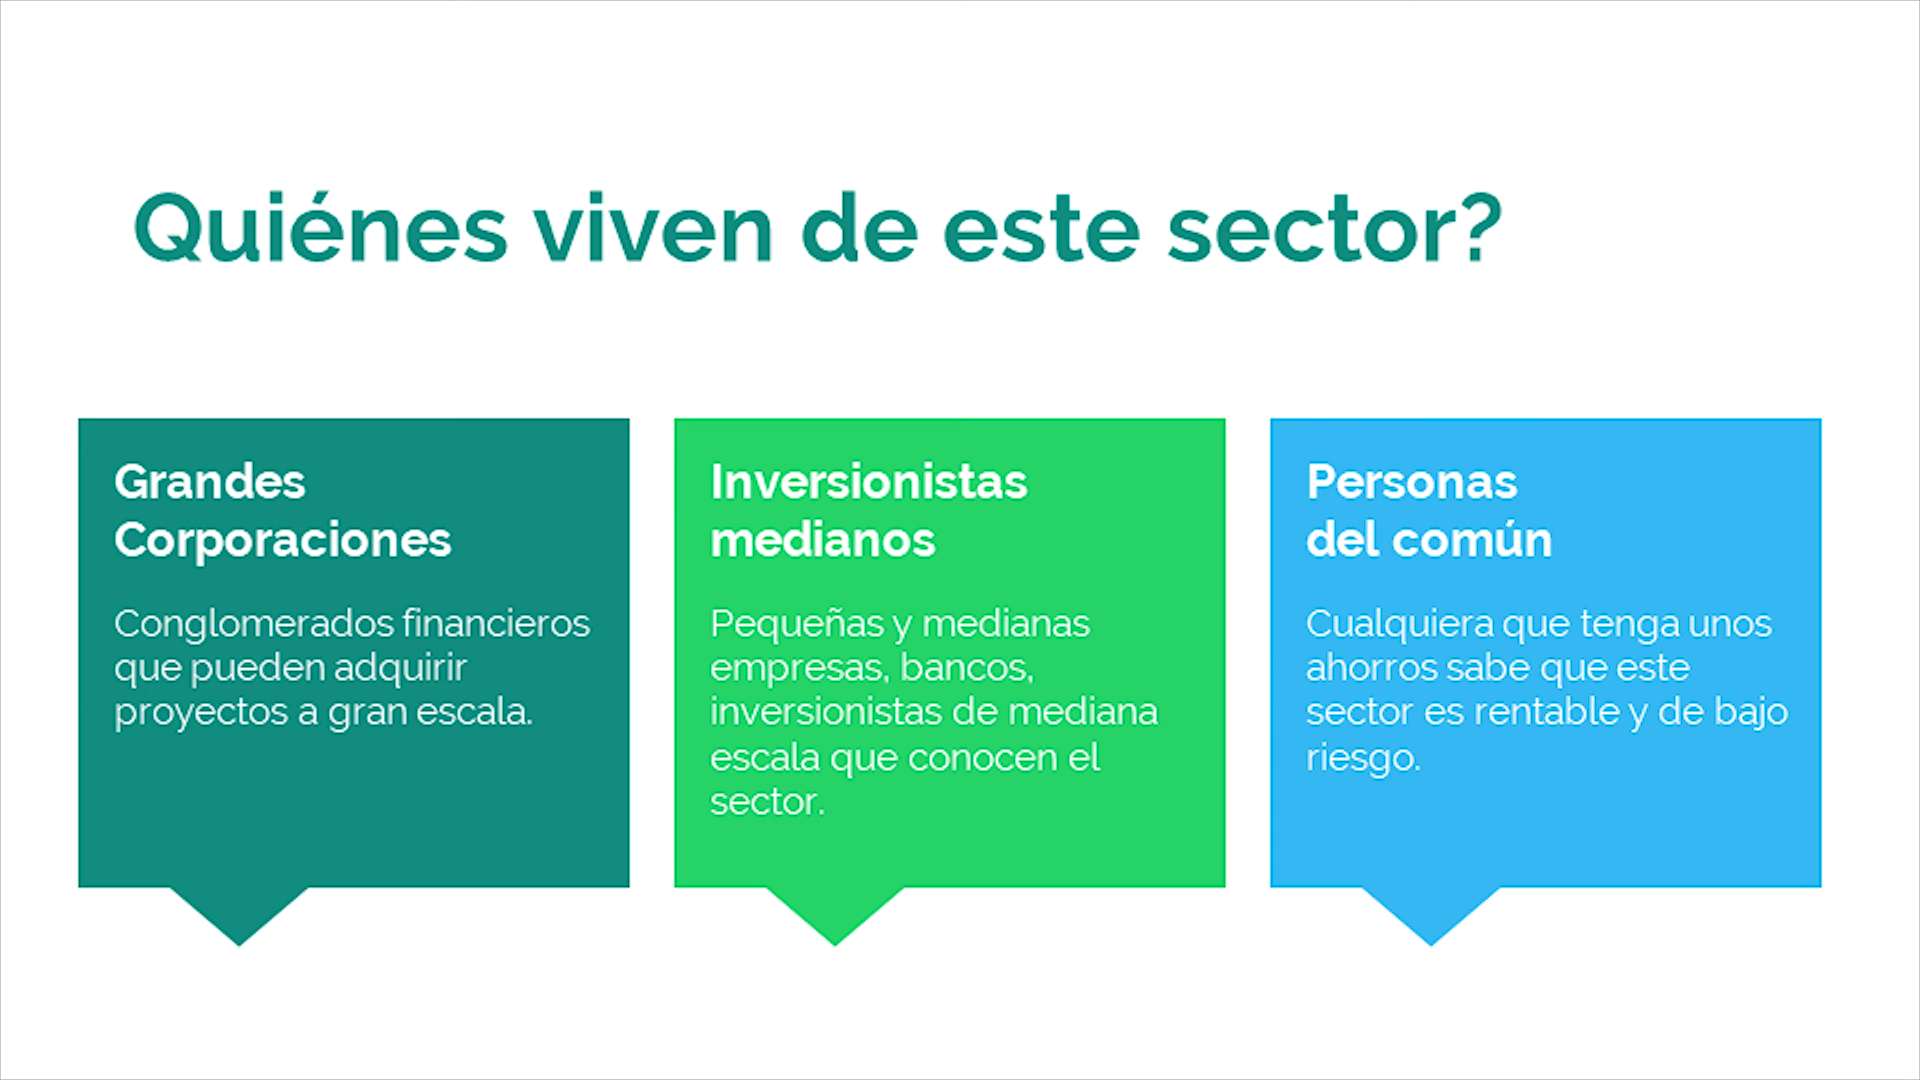 Quiénes viven de este sector?
Grandes
Corporaciones
Conglomerados financieros
que pueden adquirir
proyectos a gran escala.
Inversionistas
medianos
Pequeñas y medianas
empresas, bancos,
inversionistas de mediana
escala que conocen el
sector.
Personas
del común
Cualquiera que tenga unos
ahorros sabe que este
sector es rentable y de bajo
riesgo.